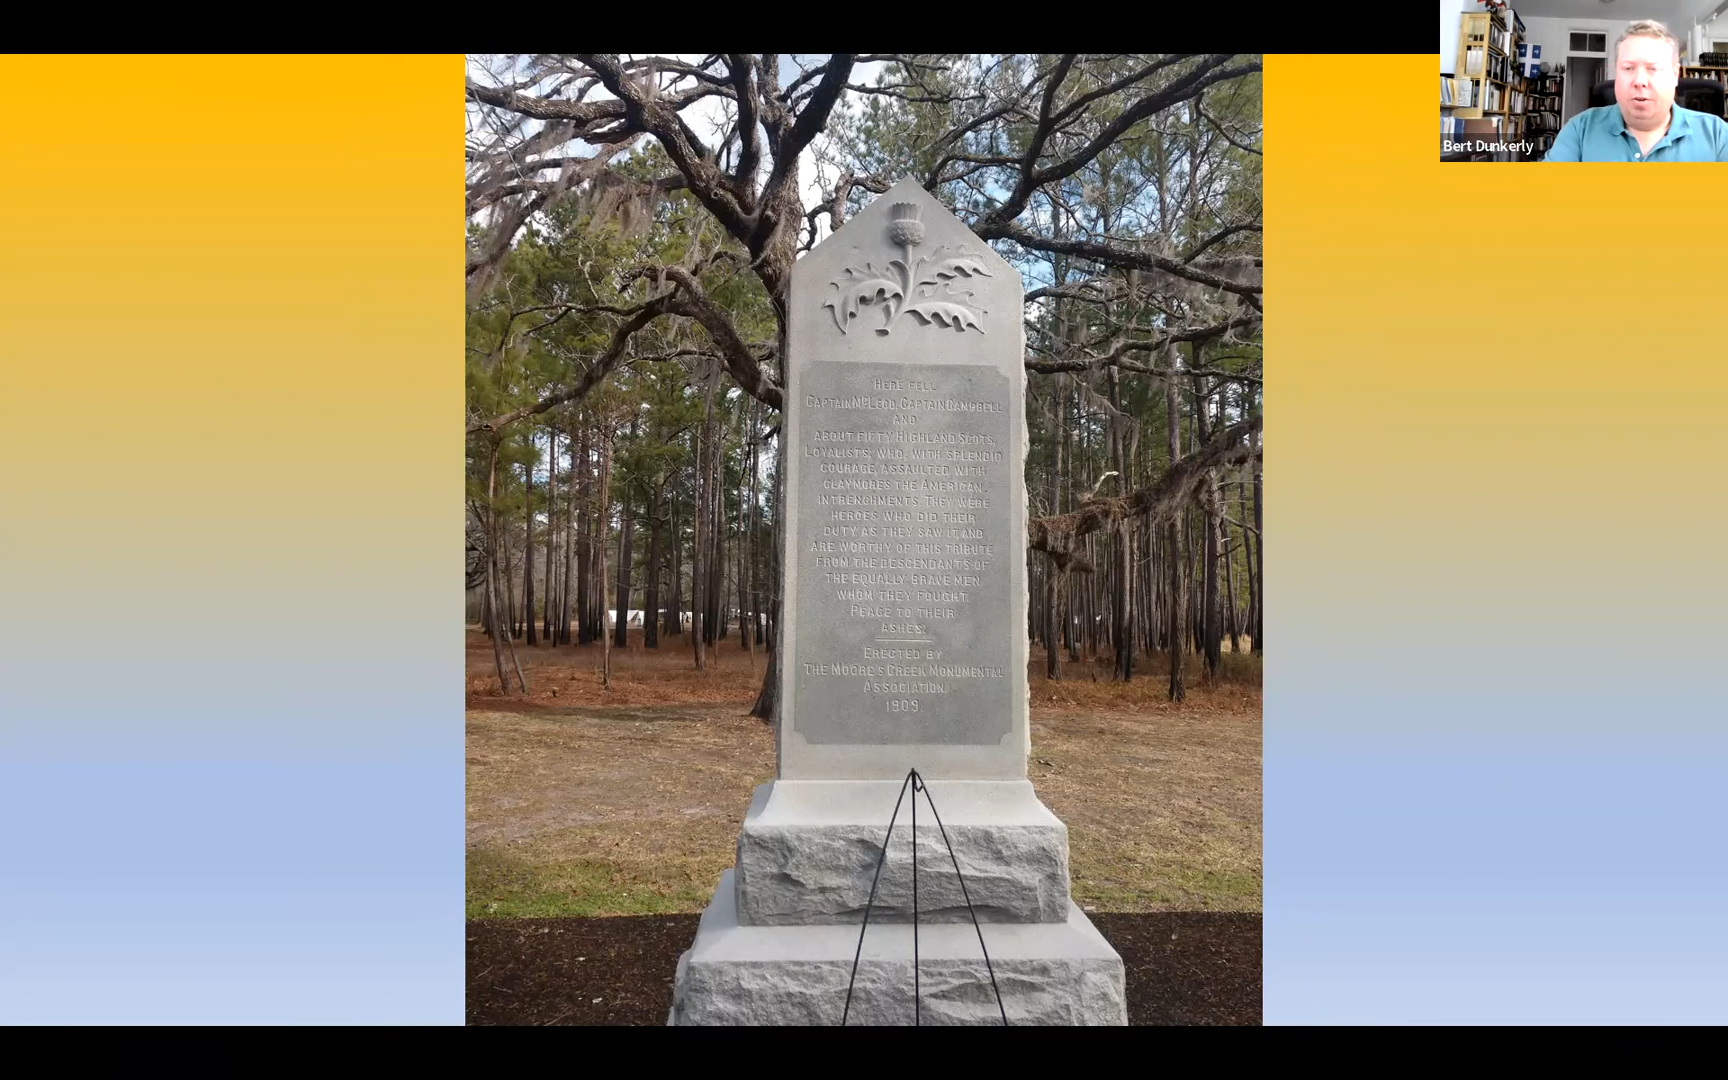 Bert Dunkerly
HERE FELL
CAPTAIN McLEOD, CAPTAIN CAMPBELL
AND
ABOUT FIFTY HIGHLAND SCOTS,
LOYALISTS, WHO, WITH SPLENDID
COURAGE, ASSAULTED WITH
CLAYMORES THE AMERICAN
INTRENCHMENTS. THEY WERE
HEROES WHO DID THEIR
DUTY AS THEY SAW IT, AND
ARE WORTHY OF THIS TRIBUTE
FROM THE DESCENDANTS OF
THE EQUALLY BRAVE MEN
WHOM THEY FOUGHT.
PEACE TO THEIR
ASHES.
ERECTED BY
THE MOORE'S CREEK MONUMENTAL
ASSOCIATION
1909.